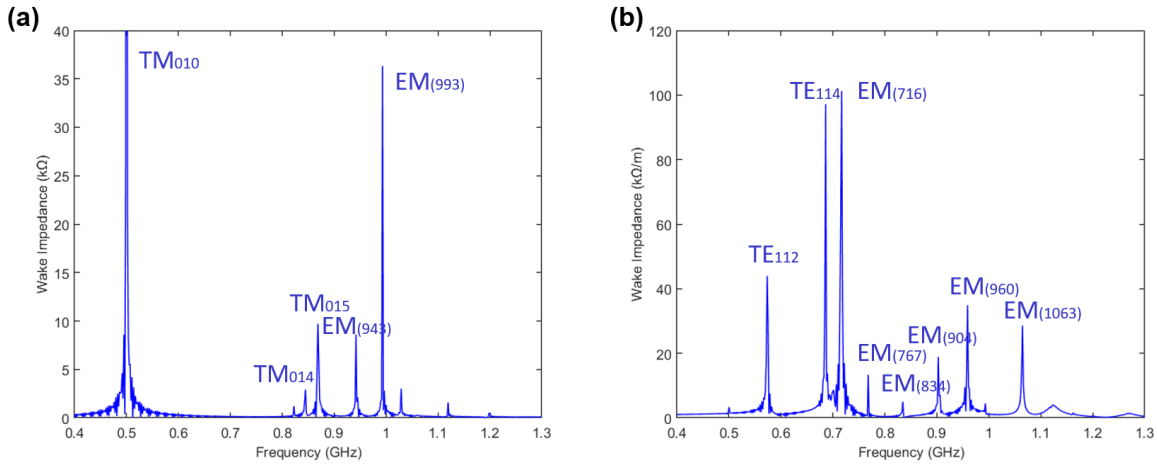 (a)
40
35
30
25
20
15
10
5
0
Wake Impedance (kΩ)
TM010
EM(993)
TM015
EM(943)
TM014
0.4 0.5 0.6 0.7 0.8 0.9 1 1.1 1.2 1.3
Frequency (GHz)
(b)
120
100
80
60
40
20
0
Wake Impedance (kΩ/m)
TE114 EM(716)
TE112
EM(960)
EM(1063)
EM(904)
EM(767)
EM(834)
0.4 0.5 0.6 0.7 0.8 0.9 1 1.1 1.2 1.3
Frequency (GHz)